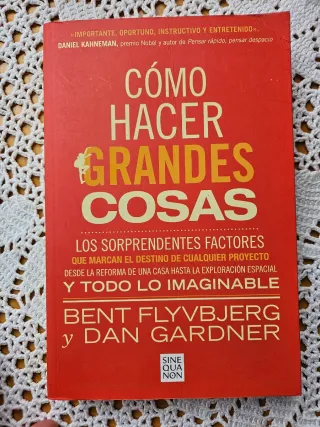 «IMPORTANTE, OPORTUNO, INSTRUCTIVO Y ENTRETENIDO».
DANIEL KAHNEMAN, premio Nobel y autor de Pensar rápido, pensar despacio
CÓMO
HACER
GRANDES
COSAS
LOS SORPRENDENTES FACTORES
QUE MARCAN EL DESTINO DE CUALQUIER PROYECTO
DESDE LA REFORMA DE UNA CASA HASTA LA EXPLORACIÓN ESPACIAL
Y TODO LO IMAGINABLE
BENT FLYVBJERG
y DAN GARDNER
SINE
QUA
NON